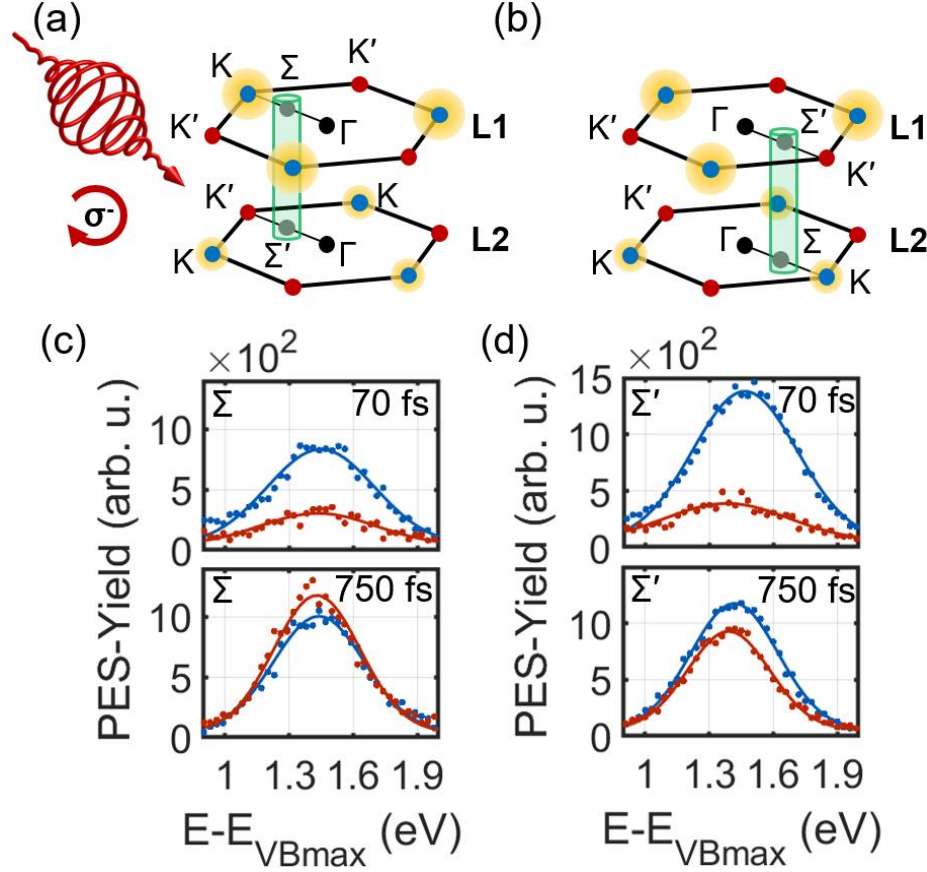 (a)
K
Σ
K′
L1
K′
Γ
σ⁻
K′
K
L2
K
Σ′
Γ
(b)
Γ
Σ′
L1
K′
K′
L2
K
Γ
Σ
K
(c)
×10²
PES-Yield (arb. u.)
Σ
70 fs
10
5
0
Σ
750 fs
10
5
0
1
1.3
1.6
1.9
E-E_VBmax (eV)
(d)
×10²
PES-Yield (arb. u.)
Σ′
70 fs
15
10
5
0
Σ′
750 fs
10
5
0
1
1.3
1.6
1.9
E-E_VBmax (eV)